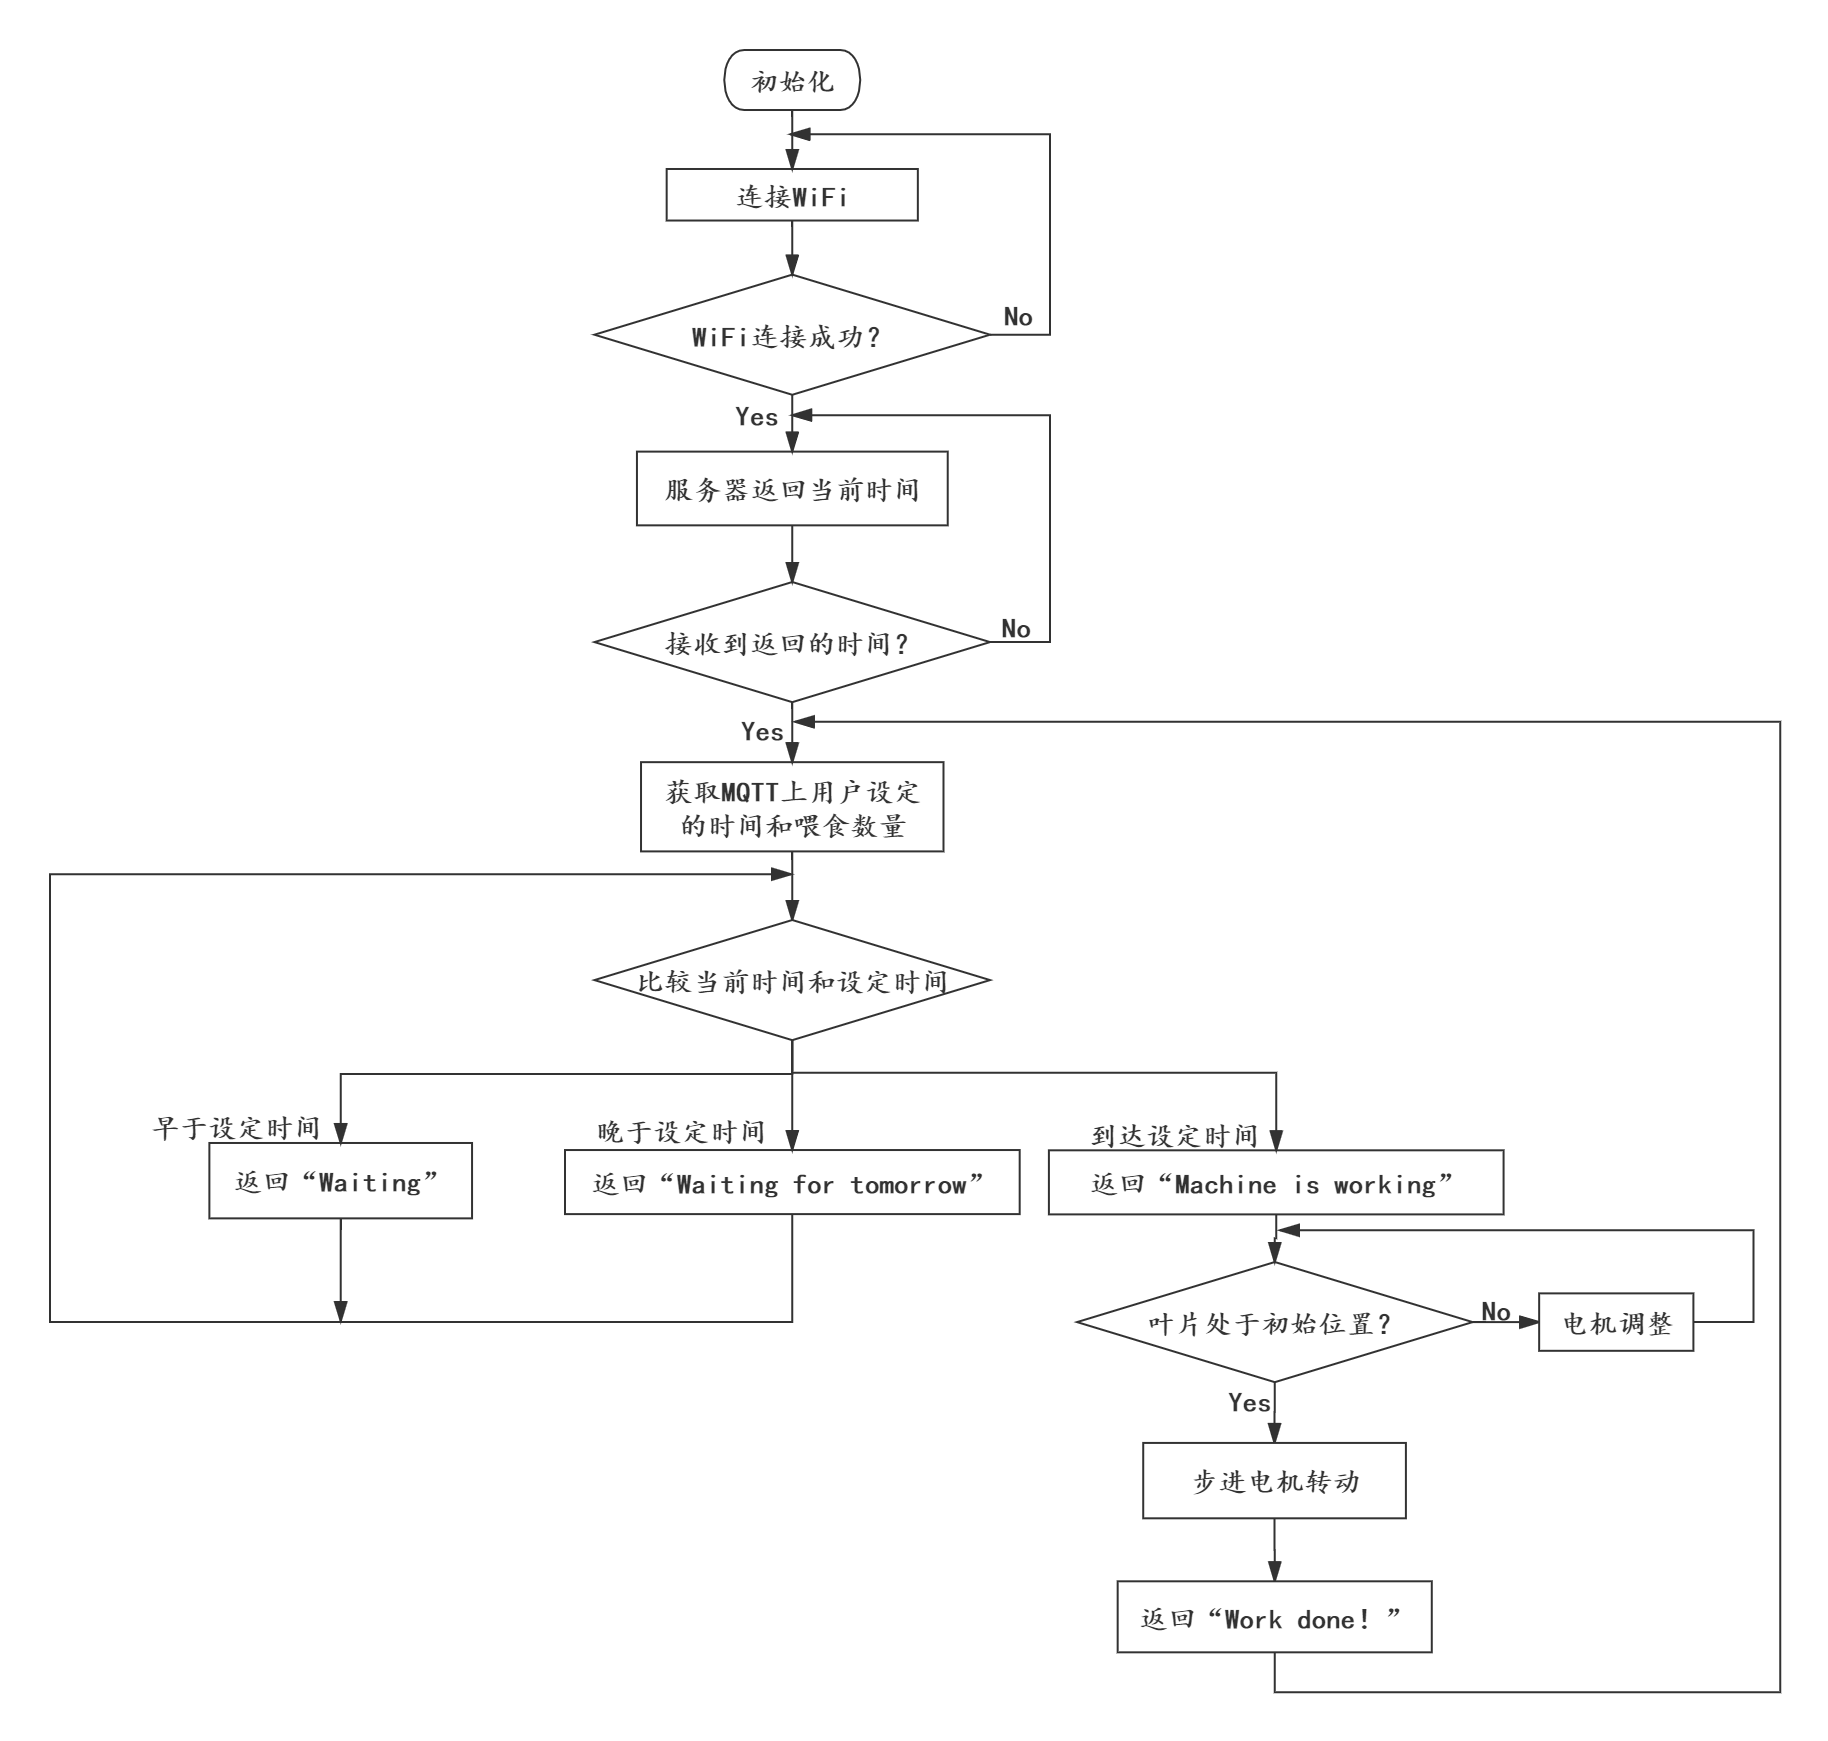 初始化
连接WiFi
WiFi连接成功？
No
Yes
服务器返回当前时间
接收到返回的时间？
No
Yes
获取MQTT上用户设定
的时间和喂食数量
比较当前时间和设定时间
早于设定时间
晚于设定时间
到达设定时间
返回“Waiting”
返回“Waiting for tomorrow”
返回“Machine is working”
叶片处于初始位置？
No
电机调整
Yes
步进电机转动
返回“Work done！”